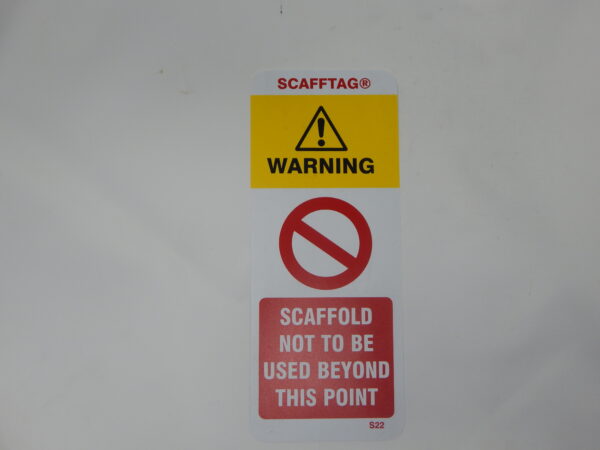 SCAFFTAG®
WARNING
SCAFFOLD
NOT TO BE
USED BEYOND
THIS POINT
S22